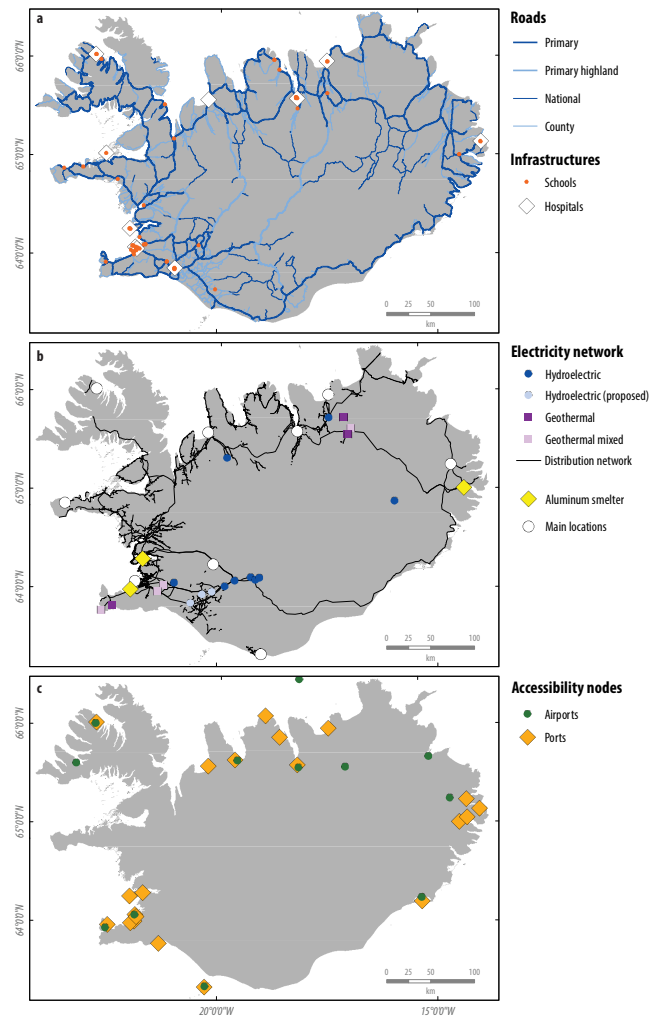 a
Roads
Primary
Primary highland
National
County
Infrastructures
Schools
Hospitals
66°0'0"N
65°0'0"N
64°0'0"N
0 25 50 100
km
b
Electricity network
Hydroelectric
Hydroelectric (proposed)
Geothermal
Geothermal mixed
Distribution network
Aluminum smelter
Main locations
66°0'0"N
65°0'0"N
64°0'0"N
0 25 50 100
km
c
Accessibility nodes
Airports
Ports
66°0'0"N
65°0'0"N
64°0'0"N
0 25 50 100
km
20°0'0"W 15°0'0"W